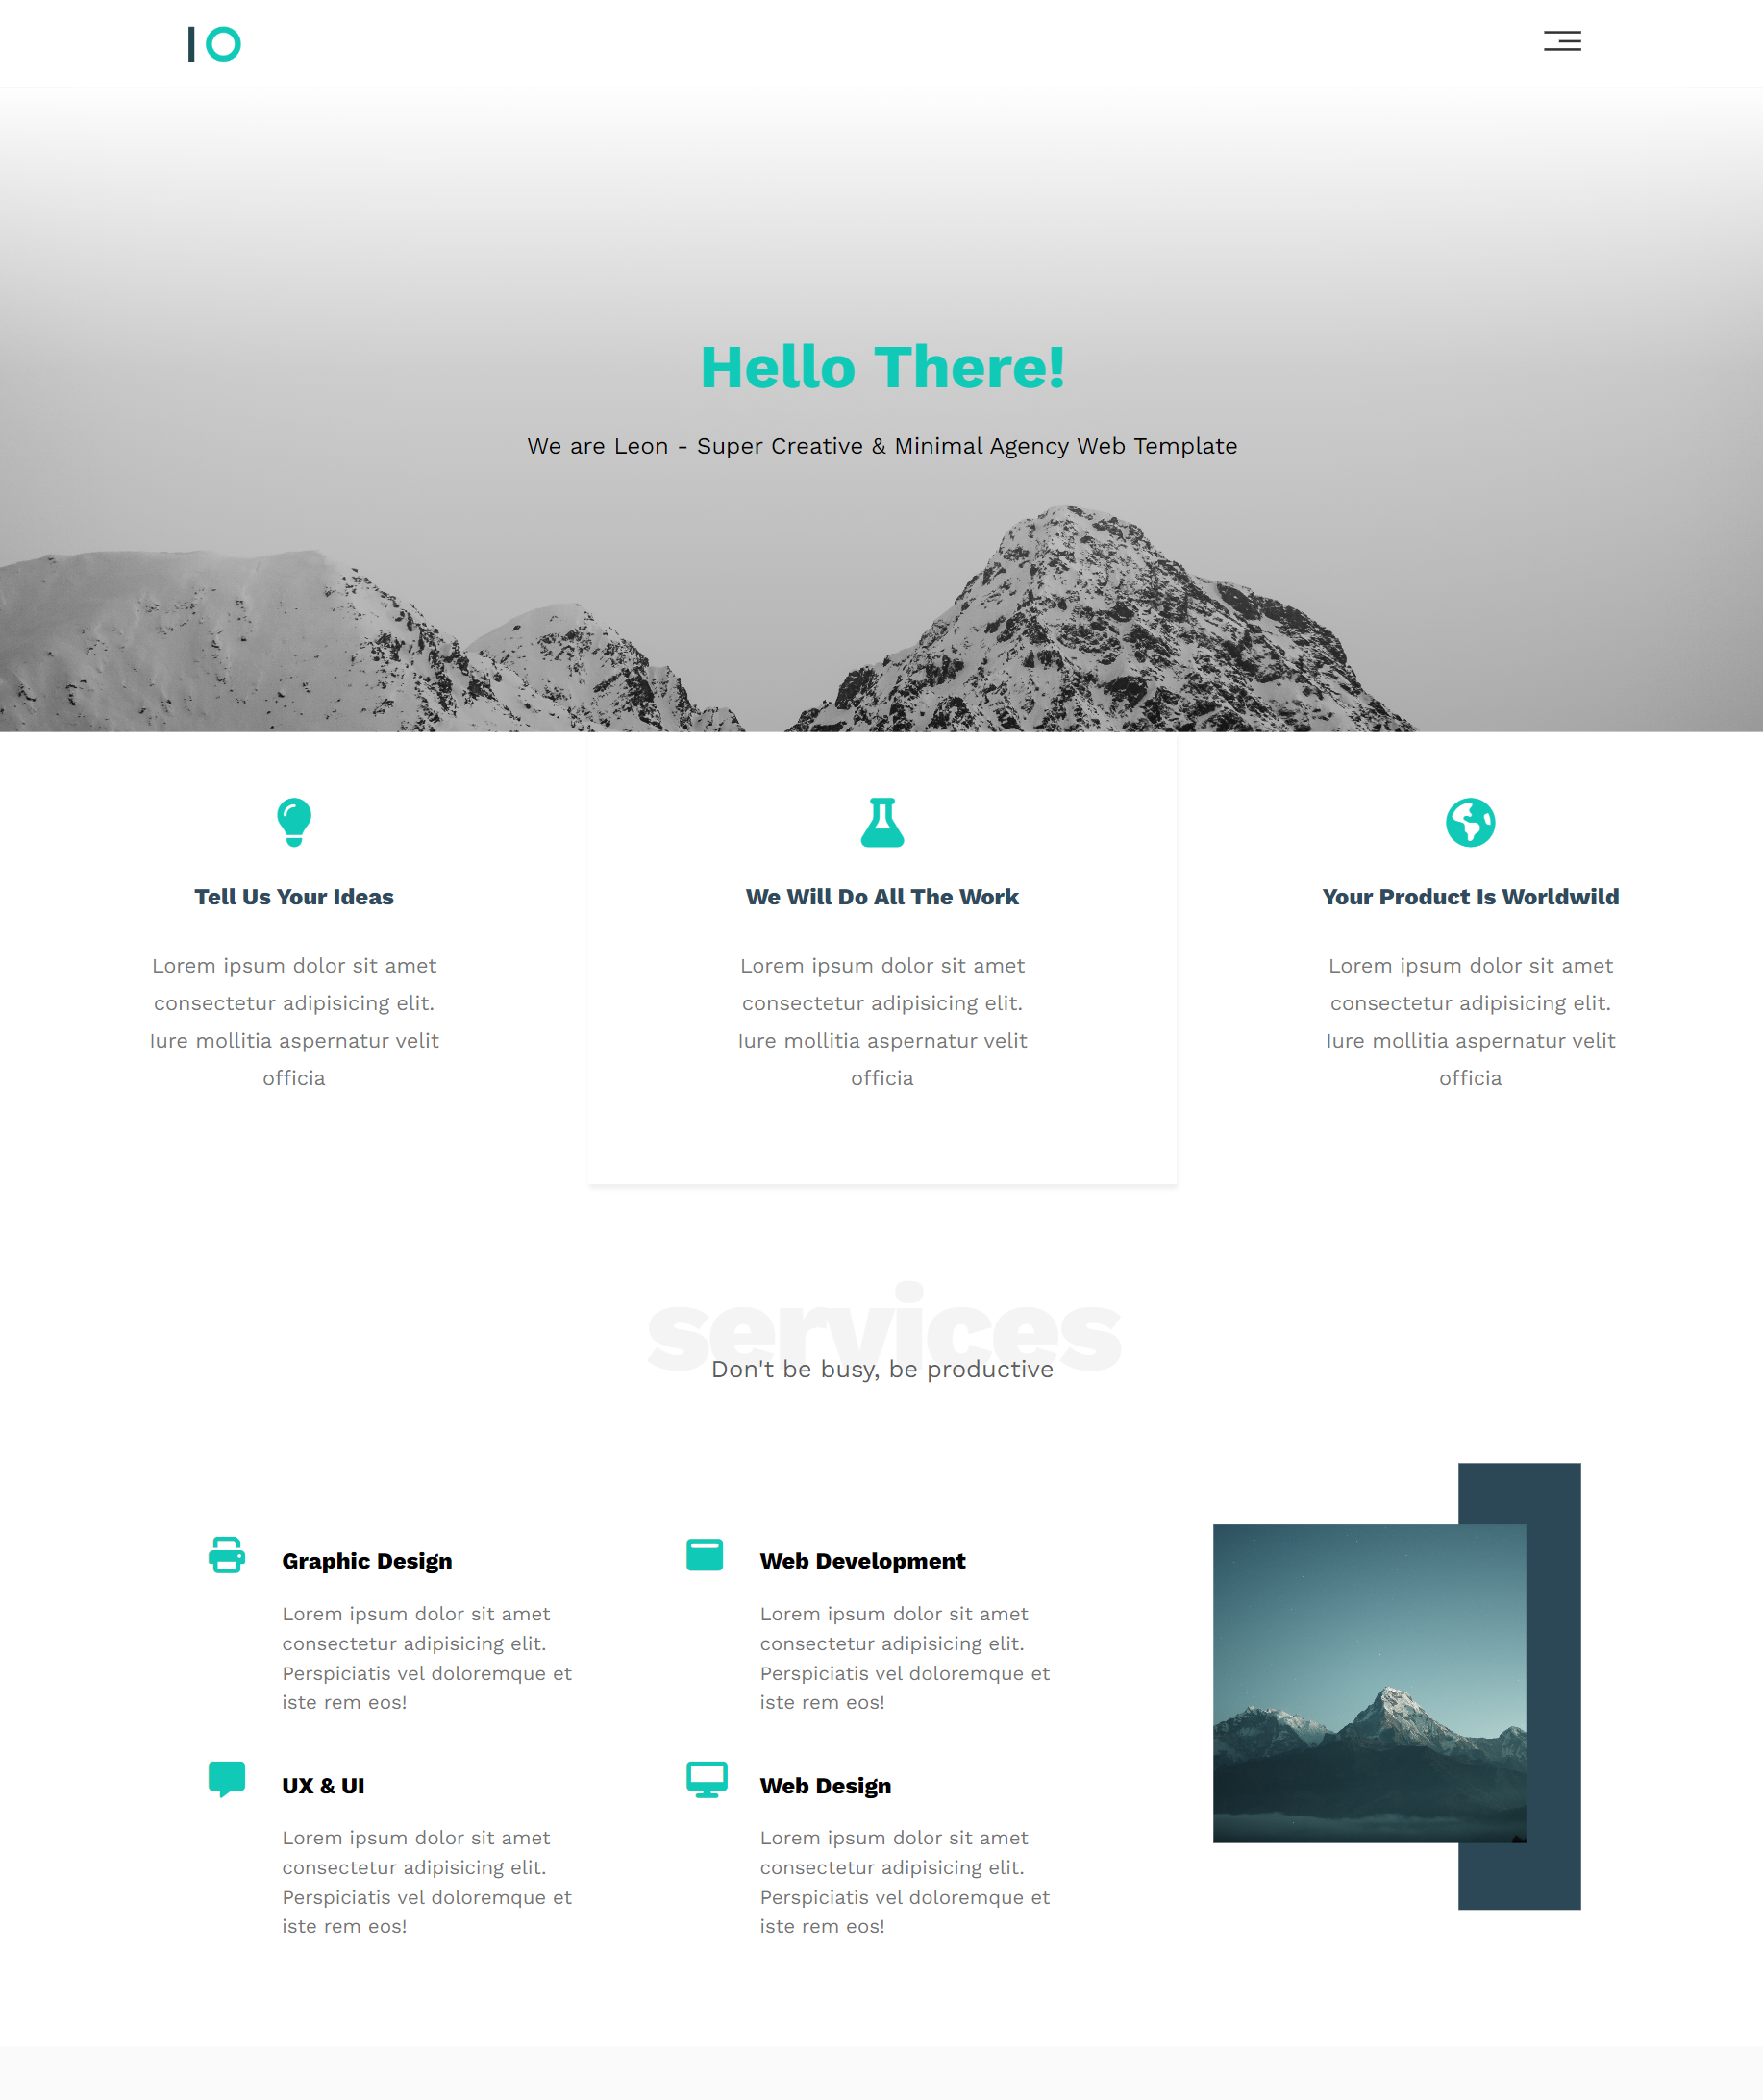 IO
Hello There!
We are Leon - Super Creative & Minimal Agency Web Template
Tell Us Your Ideas
Lorem ipsum dolor sit amet
consectetur adipisicing elit.
Iure mollitia aspernatur velit
officia
We Will Do All The Work
Lorem ipsum dolor sit amet
consectetur adipisicing elit.
Iure mollitia aspernatur velit
officia
Your Product Is Worldwild
Lorem ipsum dolor sit amet
consectetur adipisicing elit.
Iure mollitia aspernatur velit
officia
services
Don't be busy, be productive
Graphic Design
Lorem ipsum dolor sit amet
consectetur adipisicing elit.
Perspiciatis vel doloremque et
iste rem eos!
Web Development
Lorem ipsum dolor sit amet
consectetur adipisicing elit.
Perspiciatis vel doloremque et
iste rem eos!
UX & UI
Lorem ipsum dolor sit amet
consectetur adipisicing elit.
Perspiciatis vel doloremque et
iste rem eos!
Web Design
Lorem ipsum dolor sit amet
consectetur adipisicing elit.
Perspiciatis vel doloremque et
iste rem eos!